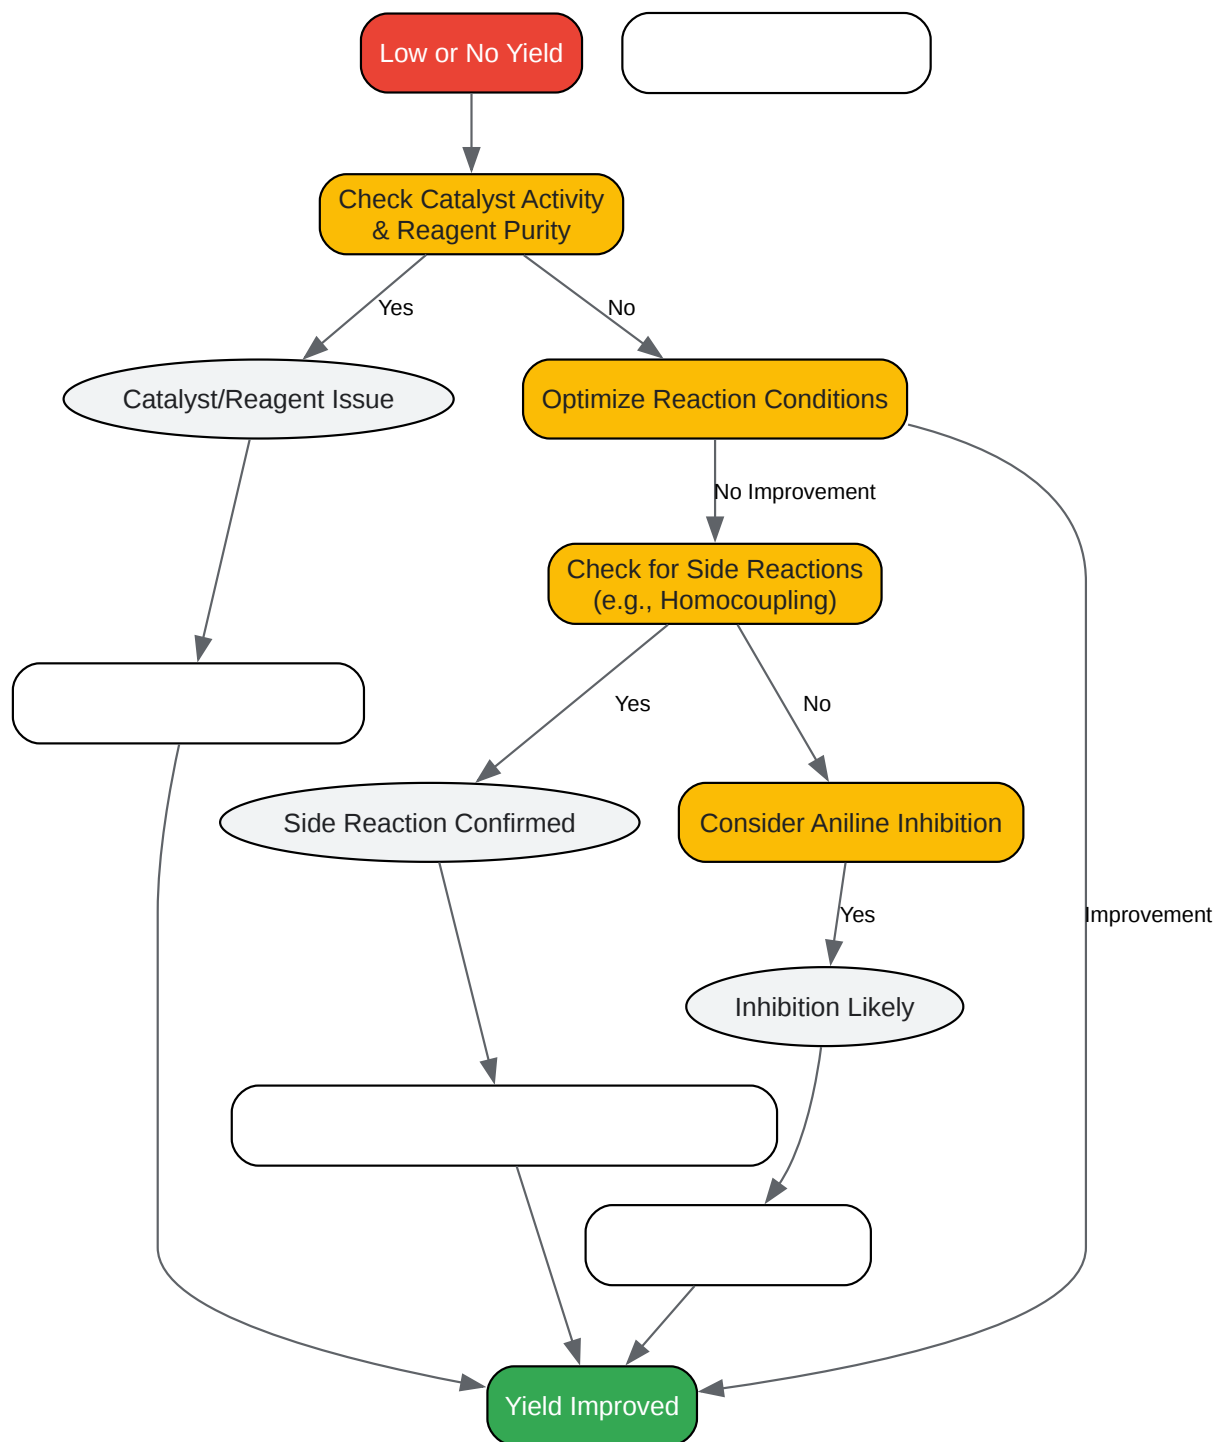 Low or No Yield
Check Catalyst Activity
& Reagent Purity
Yes
No
Catalyst/Reagent Issue
Optimize Reaction Conditions
No Improvement
Check for Side Reactions
(e.g., Homocoupling)
Yes
No
Side Reaction Confirmed
Consider Aniline Inhibition
Yes
Improvement
Inhibition Likely
Yield Improved